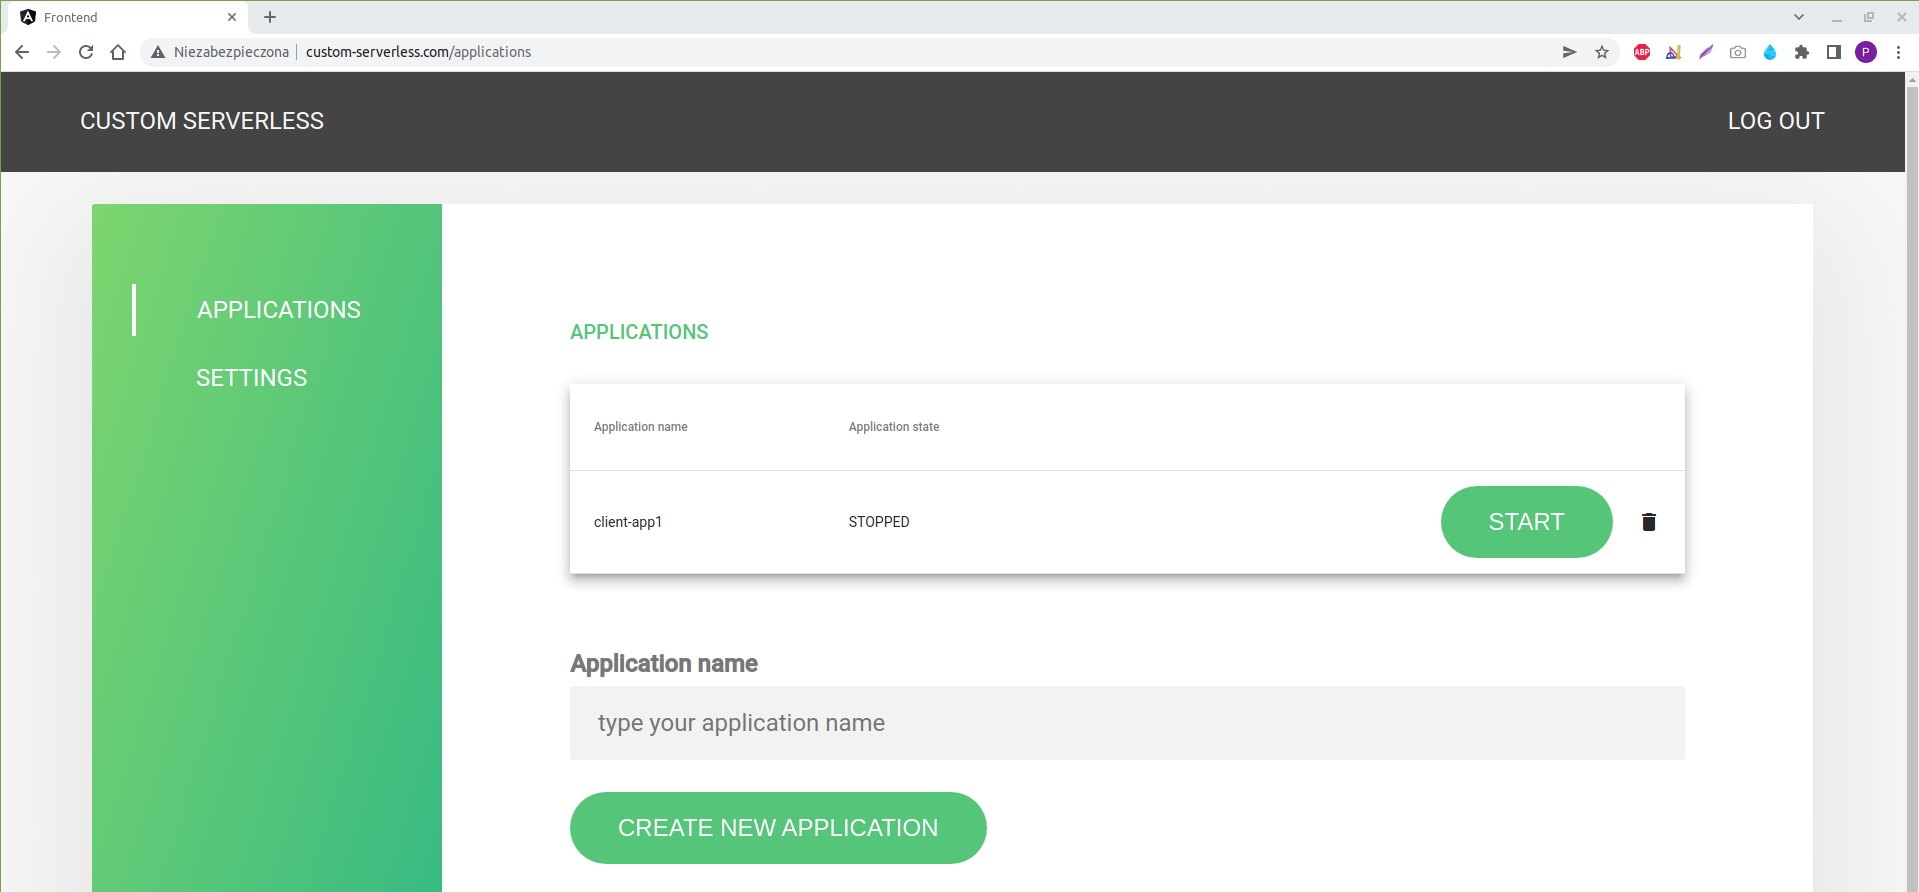 Frontend
Niezabezpieczona custom-serverless.com/applications
ABP
P
CUSTOM SERVERLESS
LOG OUT
APPLICATIONS
SETTINGS
APPLICATIONS
Application name Application state
client-app1 STOPPED START
Application name
type your application name
CREATE NEW APPLICATION